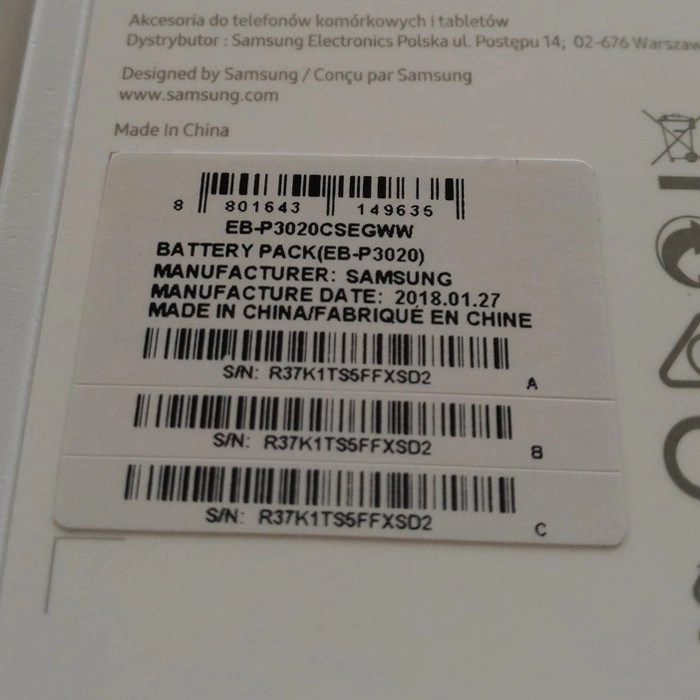 Akcesoria do telefonów komórkowych i tabletów
Dystrybutor : Samsung Electronics Polska ul. Postępu 14; 02-676 Warszaw
Designed by Samsung / Conçu par Samsung
www.samsung.com
Made In China
8 801643 149635
EB-P3020CSEGWW
BATTERY PACK(EB-P3020)
MANUFACTURER: SAMSUNG
MANUFACTURE DATE: 2018.01.27
MADE IN CHINA/FABRIQUÉ EN CHINE
S/N: R37K1TS5FFXSD2 A
S/N: R37K1TS5FFXSD2 B
S/N: R37K1TS5FFXSD2 C